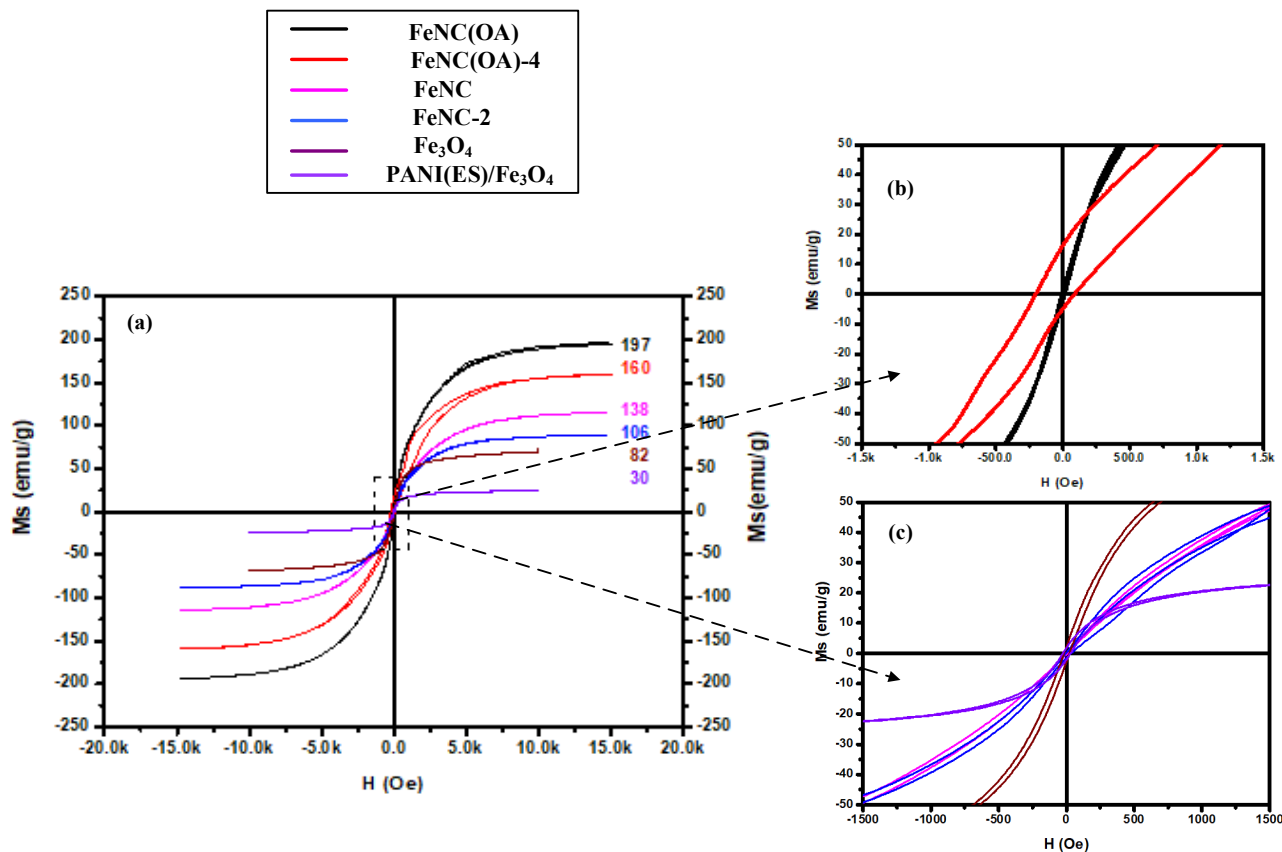 FeNC(OA)
FeNC(OA)-4
FeNC
FeNC-2
Fe₃O₄
PANI(ES)/Fe₃O₄
(a)
Ms (emu/g)
250
200
150
100
50
0
-50
-100
-150
-200
-250
-20.0k -15.0k -10.0k -5.0k 0.0 5.0k 10.0k 15.0k 20.0k
H (Oe)
250
200
150
100
50
0
-50
-100
-150
-200
-250
Ms(emu/g)
197
160
138
106
82
30
(b)
Ms (emu/g)
50
40
30
20
10
0
-10
-20
-30
-40
-50
-1.5k -1.0k -500.0 0.0 500.0 1.0k 1.5k
H (Oe)
(c)
Ms (emu/g)
50
40
30
20
10
0
-10
-20
-30
-40
-50
-1500 -1000 -500 0 500 1000 1500
H (Oe)